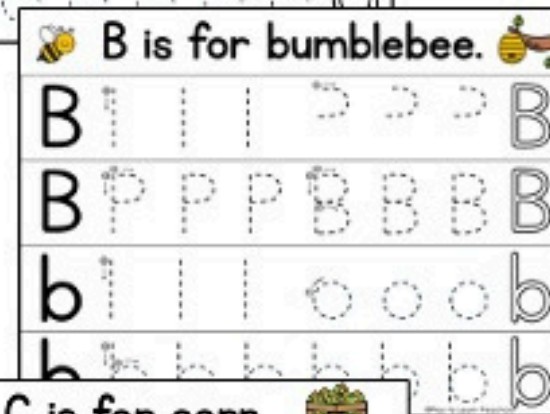 B is for bumblebee.
B B
B P P P B B B B
b b
b b b
C is for corn